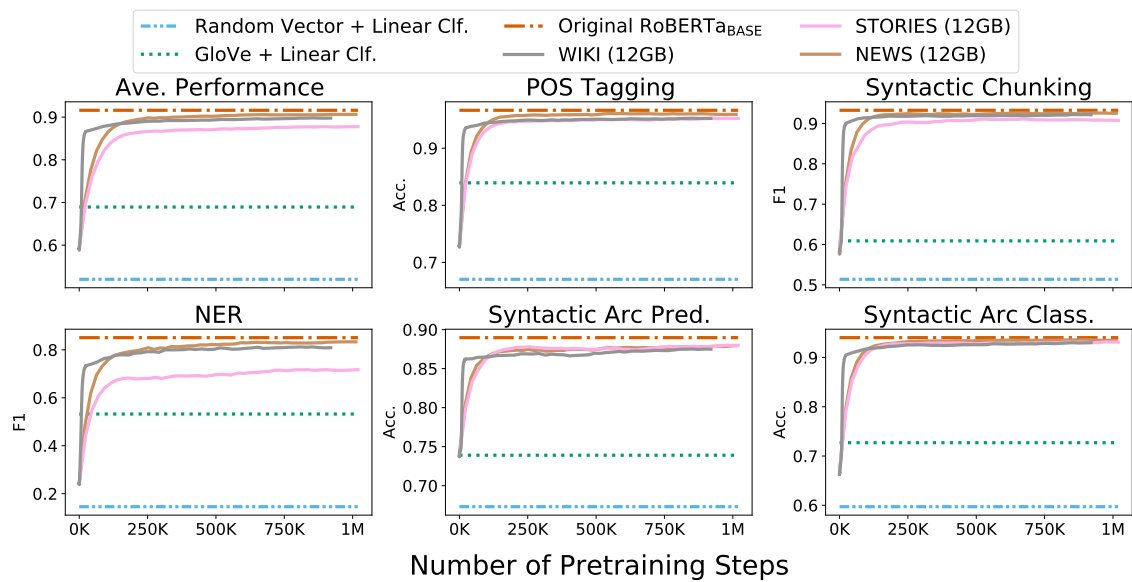 Random Vector + Linear Clf.
GloVe + Linear Clf.
Original RoBERTa_BASE
WIKI (12GB)
STORIES (12GB)
NEWS (12GB)
Ave. Performance
0.9
0.8
0.7
0.6
POS Tagging
Acc.
0.9
0.8
0.7
Syntactic Chunking
F1
0.9
0.8
0.7
0.6
0.5
NER
F1
0.8
0.6
0.4
0.2
0K 250K 500K 750K 1M
Syntactic Arc Pred.
Acc.
0.90
0.85
0.80
0.75
0.70
0K 250K 500K 750K 1M
Syntactic Arc Class.
Acc.
0.9
0.8
0.7
0.6
0K 250K 500K 750K 1M
Number of Pretraining Steps